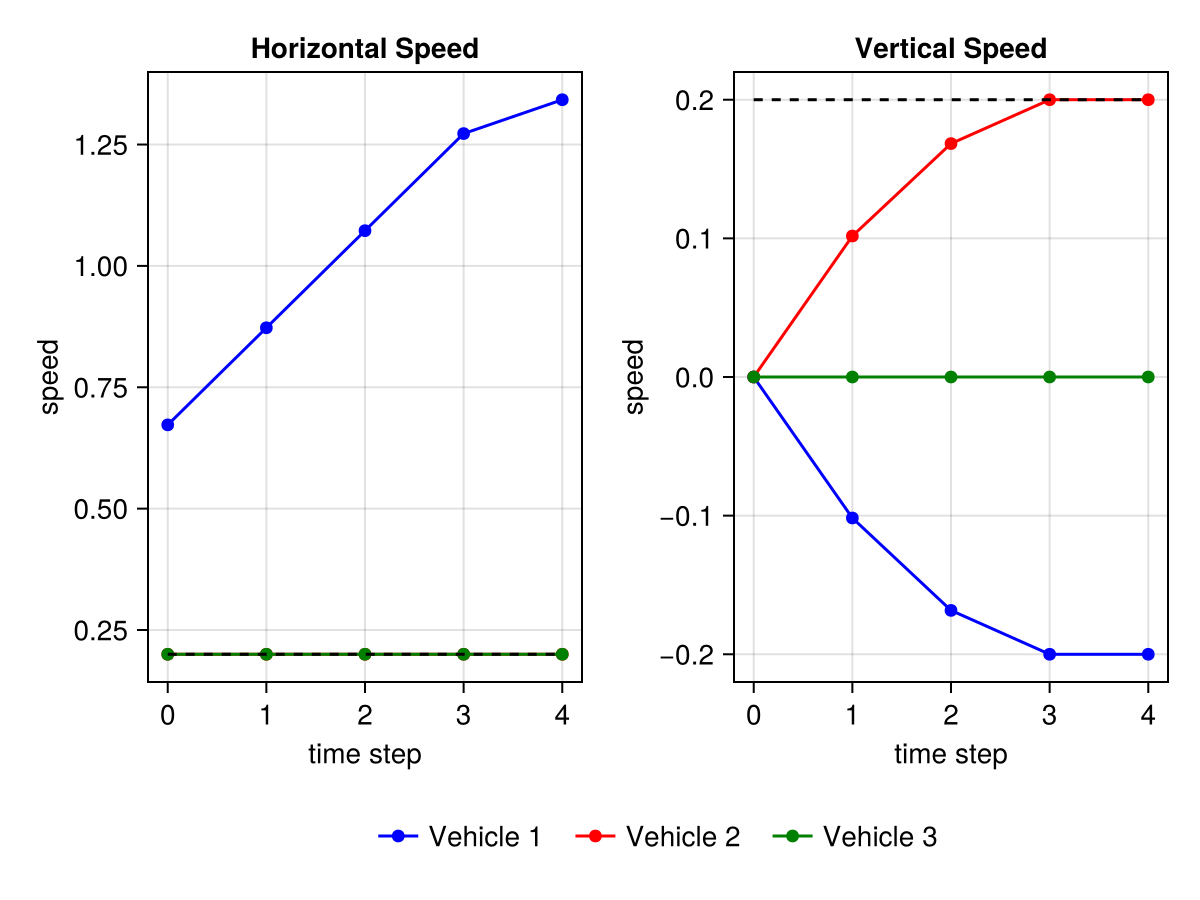 Horizontal Speed
speed
1.25
1.00
0.75
0.50
0.25
0 1 2 3 4
time step
Vertical Speed
speed
0.2
0.1
0.0
−0.1
−0.2
0 1 2 3 4
time step
Vehicle 1 Vehicle 2 Vehicle 3